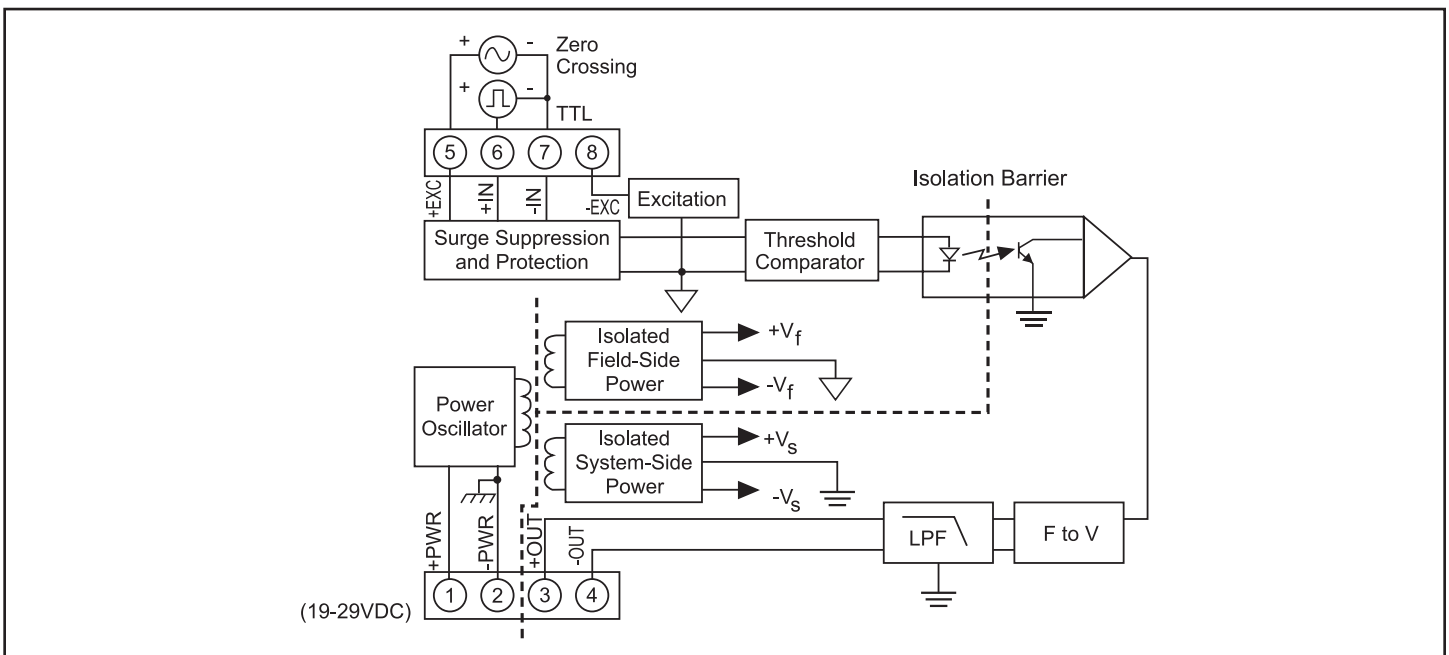 + - Zero
Crossing
+ - TTL
5 6 7 8
+EXC +IN -IN -EXC
Excitation
Isolation Barrier
Surge Suppression
and Protection
Threshold
Comparator
Isolated
Field-Side
Power
+Vf
-Vf
Power
Oscillator
Isolated
System-Side
Power
+Vs
-Vs
+PWR -PWR +OUT -OUT
LPF
F to V
1 2 3 4
(19-29VDC)